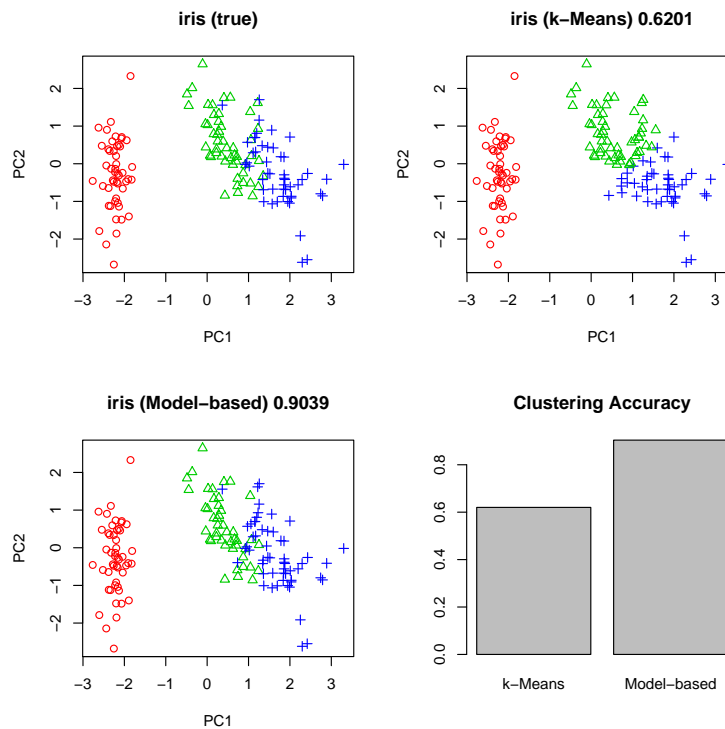 iris (true)
PC2
2
1
0
−1
−2
−3 −2 −1 0 1 2 3
PC1
iris (k−Means) 0.6201
PC2
2
1
0
−1
−2
−3 −2 −1 0 1 2 3
PC1
iris (Model−based) 0.9039
PC2
2
1
0
−1
−2
−3 −2 −1 0 1 2 3
PC1
Clustering Accuracy
0.8
0.6
0.4
0.2
0.0
k−Means Model−based